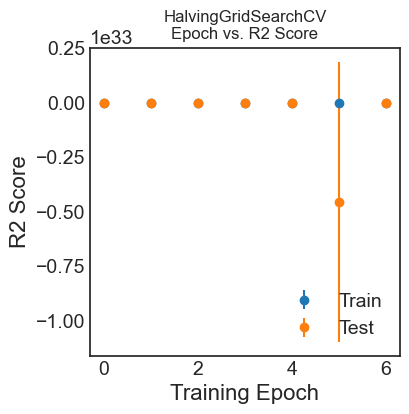 HalvingGridSearchCV
Epoch vs. R2 Score
1e33
0.25
0.00
−0.25
−0.50
−0.75
−1.00
R2 Score
Train
Test
0 2 4 6
Training Epoch